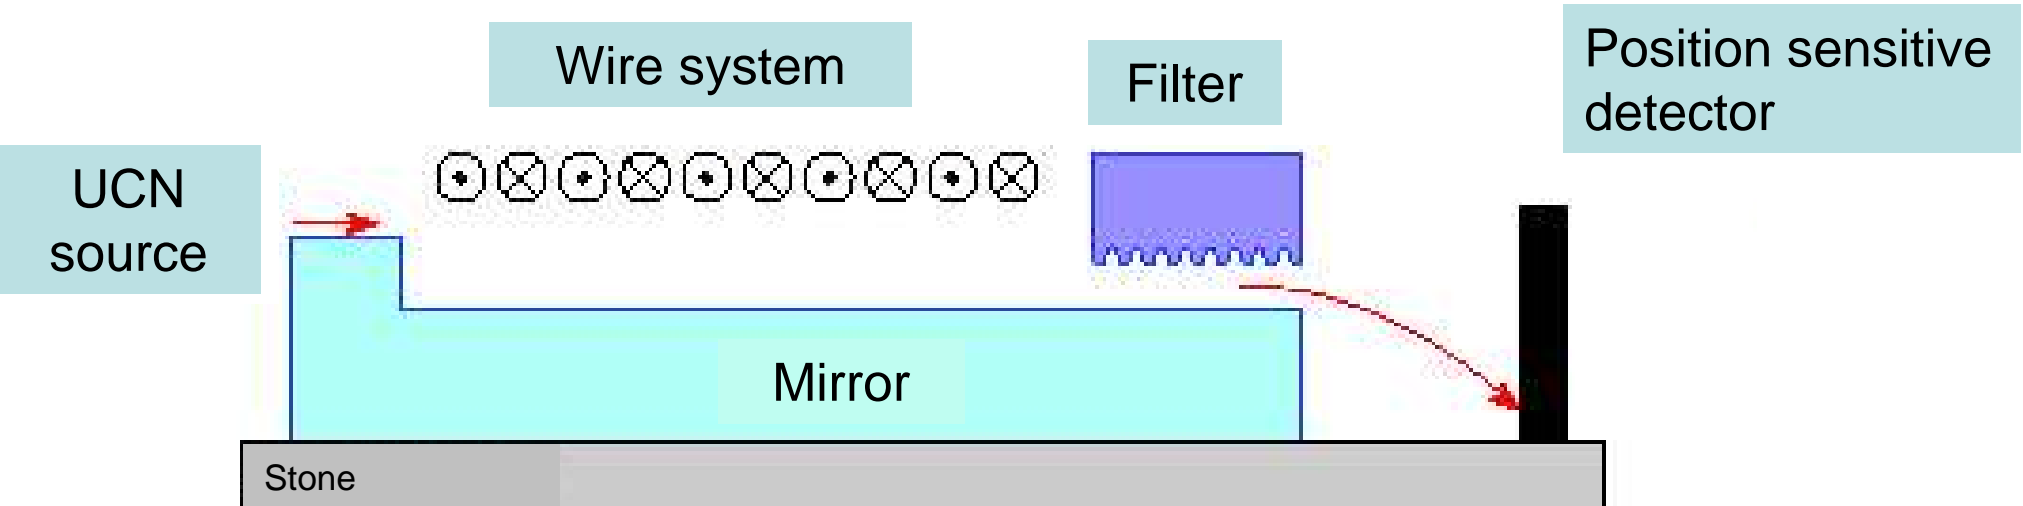 Wire system
Filter
Position sensitive
detector
UCN
source
Mirror
Stone